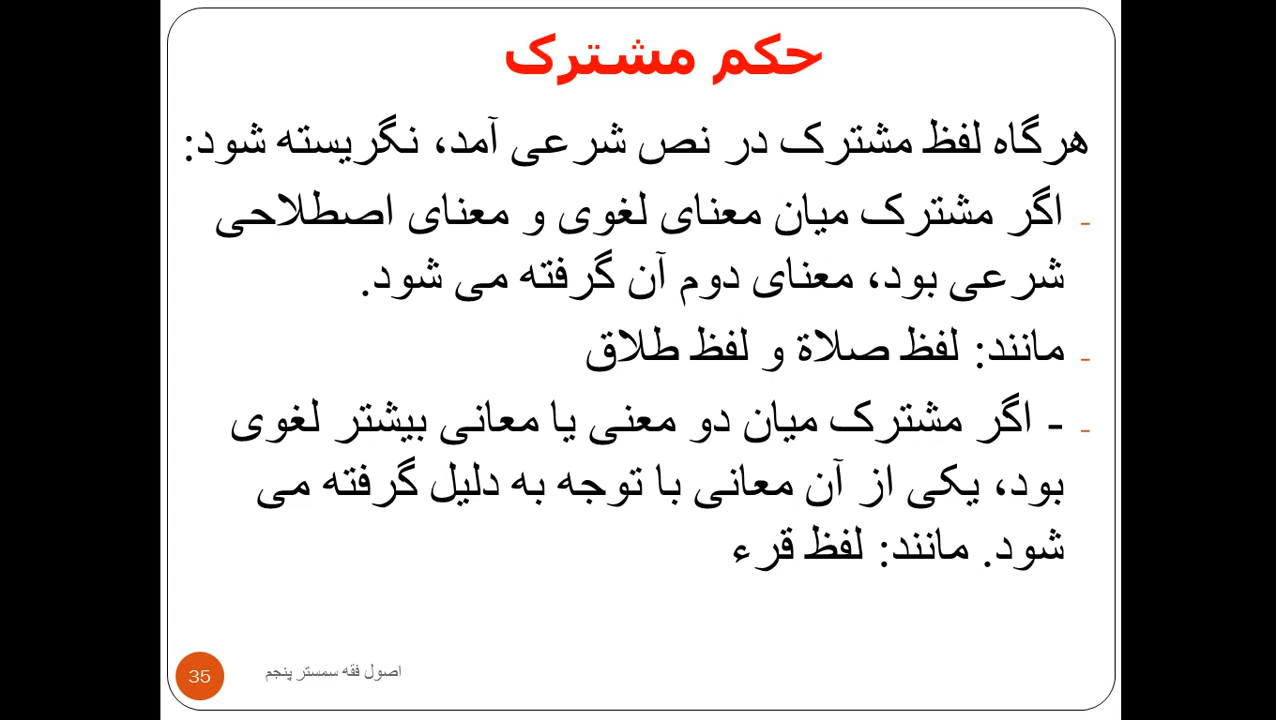 حکم مشترک
هرگاه لفظ مشترک در نص شرعی آمد، نگریسته شود:
- اگر مشترک میان معنای لغوی و معنای اصطلاحی
شرعی بود، معنای دوم آن گرفته می شود.
- مانند: لفظ صلاة و لفظ طلاق
- - اگر مشترک میان دو معنی یا معانی بیشتر لغوی
بود، یکی از آن معانی با توجه به دلیل گرفته می
شود. مانند: لفظ قرء
اصول فقه سمستر پنجم
35